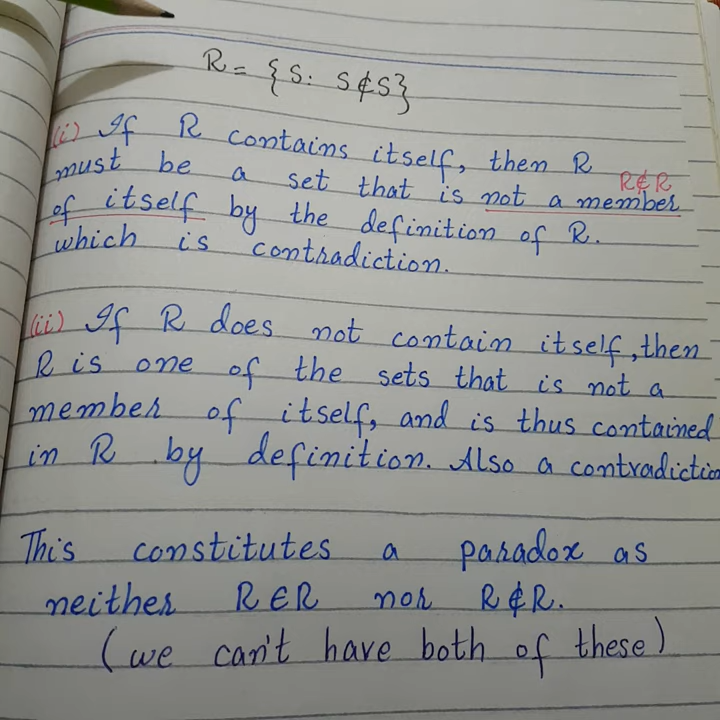 R = {S: S∉S}
(i) If R contains itself, then R
R∉R
must be a set that is not a member
of itself by the definition of R.
which is contradiction.
(ii) If R does not contain itself, then
R is one of the sets that is not a
member of itself, and is thus contained
in R by definition. Also a contradiction
This constitutes a paradox as
neither R∈R nor R∉R.
(we can't have both of these)